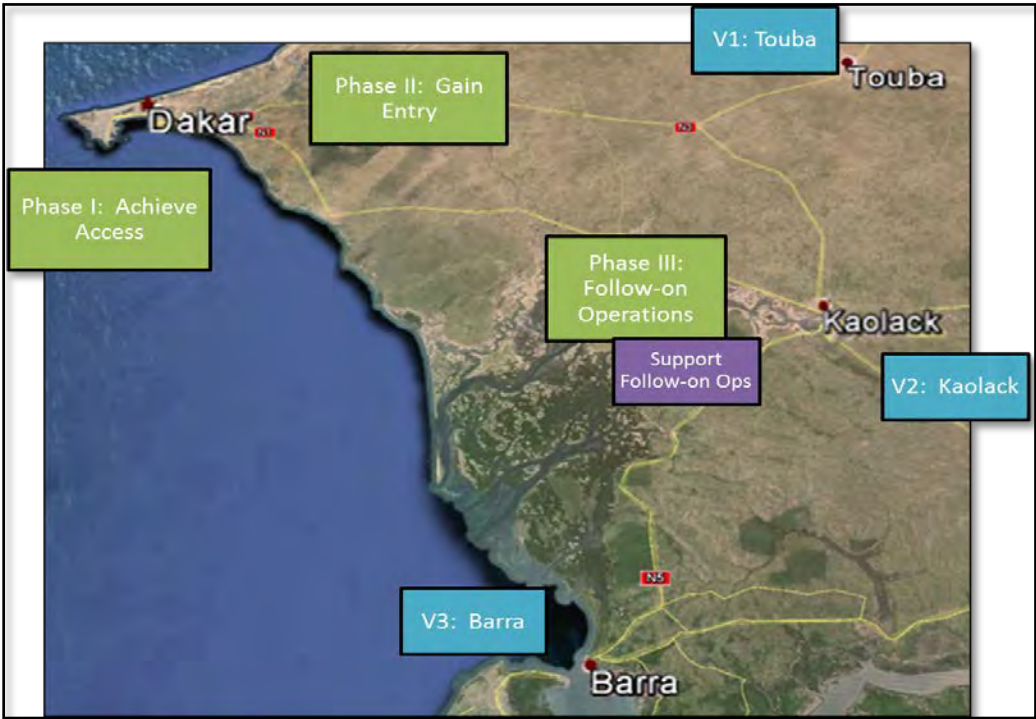 V1: Touba
Touba
Phase II: Gain
Entry
Dakar
N1
N3
Phase I: Achieve
Access
Phase III:
Follow-on
Operations
Kaolack
Support
Follow-on Ops
V2: Kaolack
N5
V3: Barra
Barra